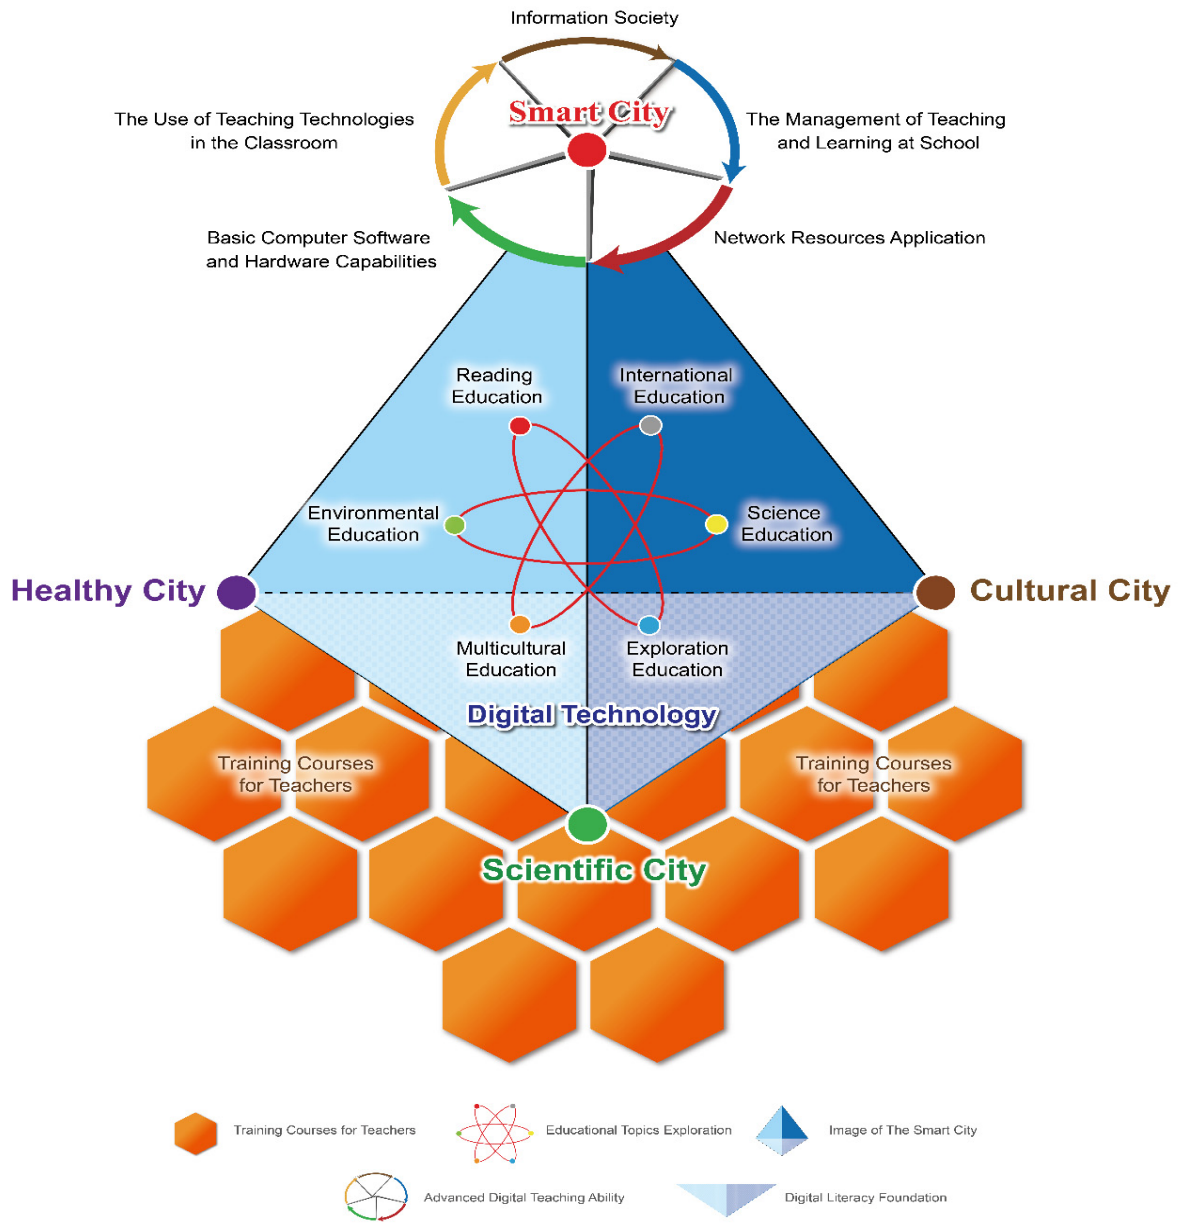 Information Society
Smart City
The Use of Teaching Technologies
in the Classroom
The Management of Teaching
and Learning at School
Basic Computer Software
and Hardware Capabilities
Network Resources Application
Reading
Education
International
Education
Environmental
Education
Science
Education
Healthy City
Cultural City
Multicultural
Education
Exploration
Education
Digital Technology
Training Courses
for Teachers
Training Courses
for Teachers
Scientific City
Training Courses for Teachers
Educational Topics Exploration
Image of The Smart City
Advanced Digital Teaching Ability
Digital Literacy Foundation